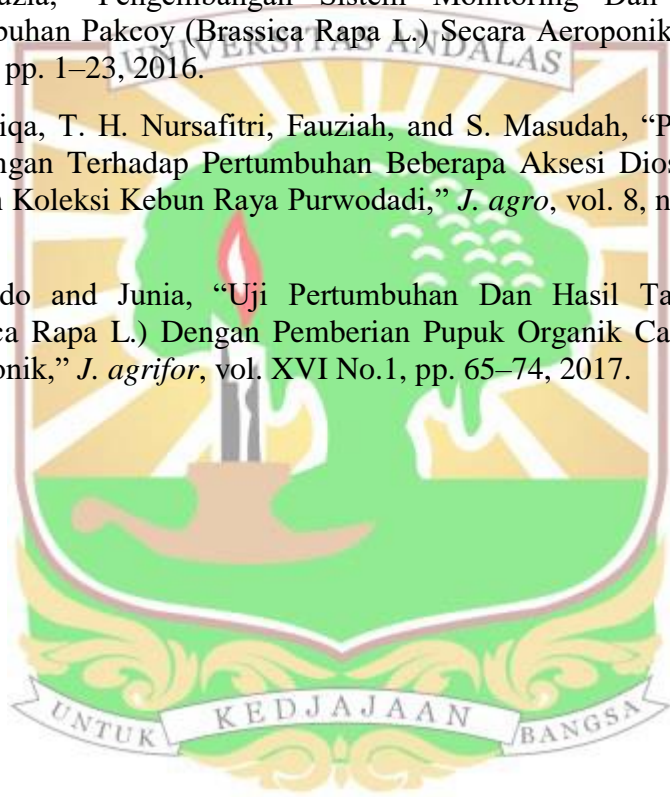 uzia, “Pengembangan Sistem Monitoring Dan
buhan Pakcoy (Brassica Rapa L.) Secara Aeroponik
UNIVERSITAS ANDALAS
pp. 1–23, 2016.
iqa, T. H. Nursafitri, Fauziah, and S. Masudah, “P
ngan Terhadap Pertumbuhan Beberapa Aksesi Dios
n Koleksi Kebun Raya Purwodadi,” J. agro, vol. 8, n
do and Junia, “Uji Pertumbuhan Dan Hasil Ta
ca Rapa L.) Dengan Pemberian Pupuk Organik Ca
onik,” J. agrifor, vol. XVI No.1, pp. 65–74, 2017.
UNTUK KEDJAJAAN BANGSA